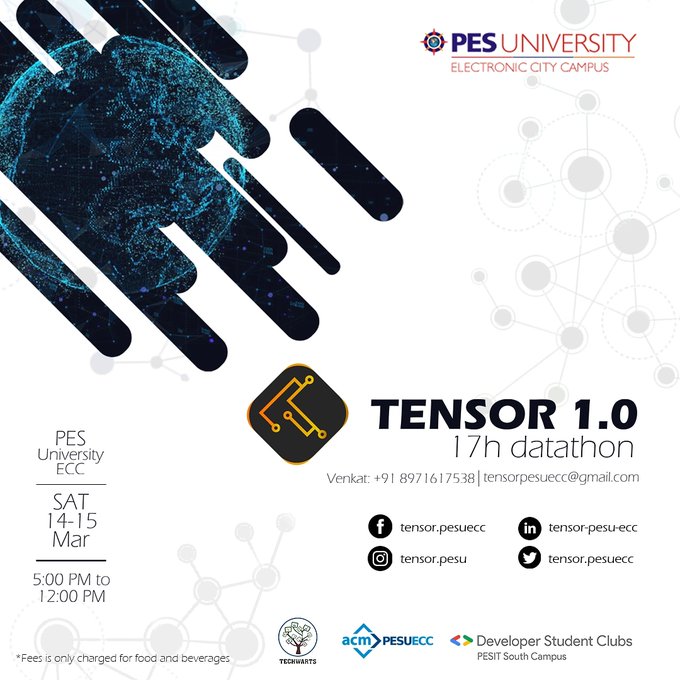 PES UNIVERSITY
ELECTRONIC CITY CAMPUS
TENSOR 1.0
17h datathon
Venkat: +91 8971617538 | tensorpesuecc@gmail.com
PES
University
ECC
SAT
14-15
Mar
5:00 PM to
12:00 PM
tensor.pesuecc
tensor-pesu-ecc
tensor.pesu
tensor.pesuecc
TECHWARTS
acm PESUECC
Developer Student Clubs
PESIT South Campus
*Fees is only charged for food and beverages